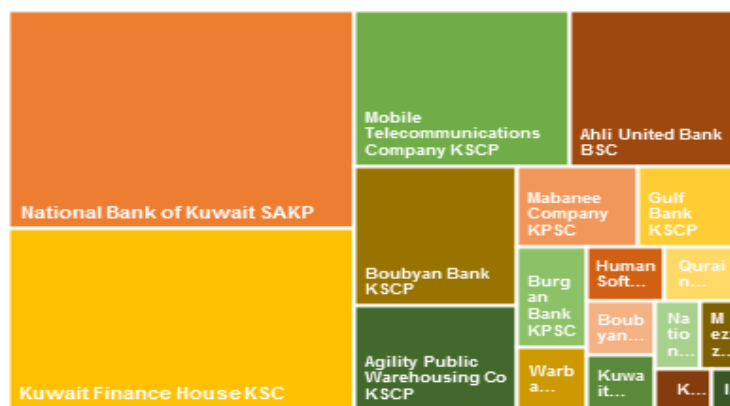 National Bank of Kuwait SAKP
Kuwait Finance House KSC
Mobile
Telecommunications
Company KSCP
Ahli United Bank
BSC
Boubyan Bank
KSCP
Agility Public
Warehousing Co
KSCP
Mabanee
Company
KPSC
Gulf
Bank
KSCP
Burg
an
Bank
KPSC
Warb
a...
Human
Soft...
Qurai
n...
Boub
yan...
Na
tio
n...
M
ez
z...
Kuwa
it...
K...
I